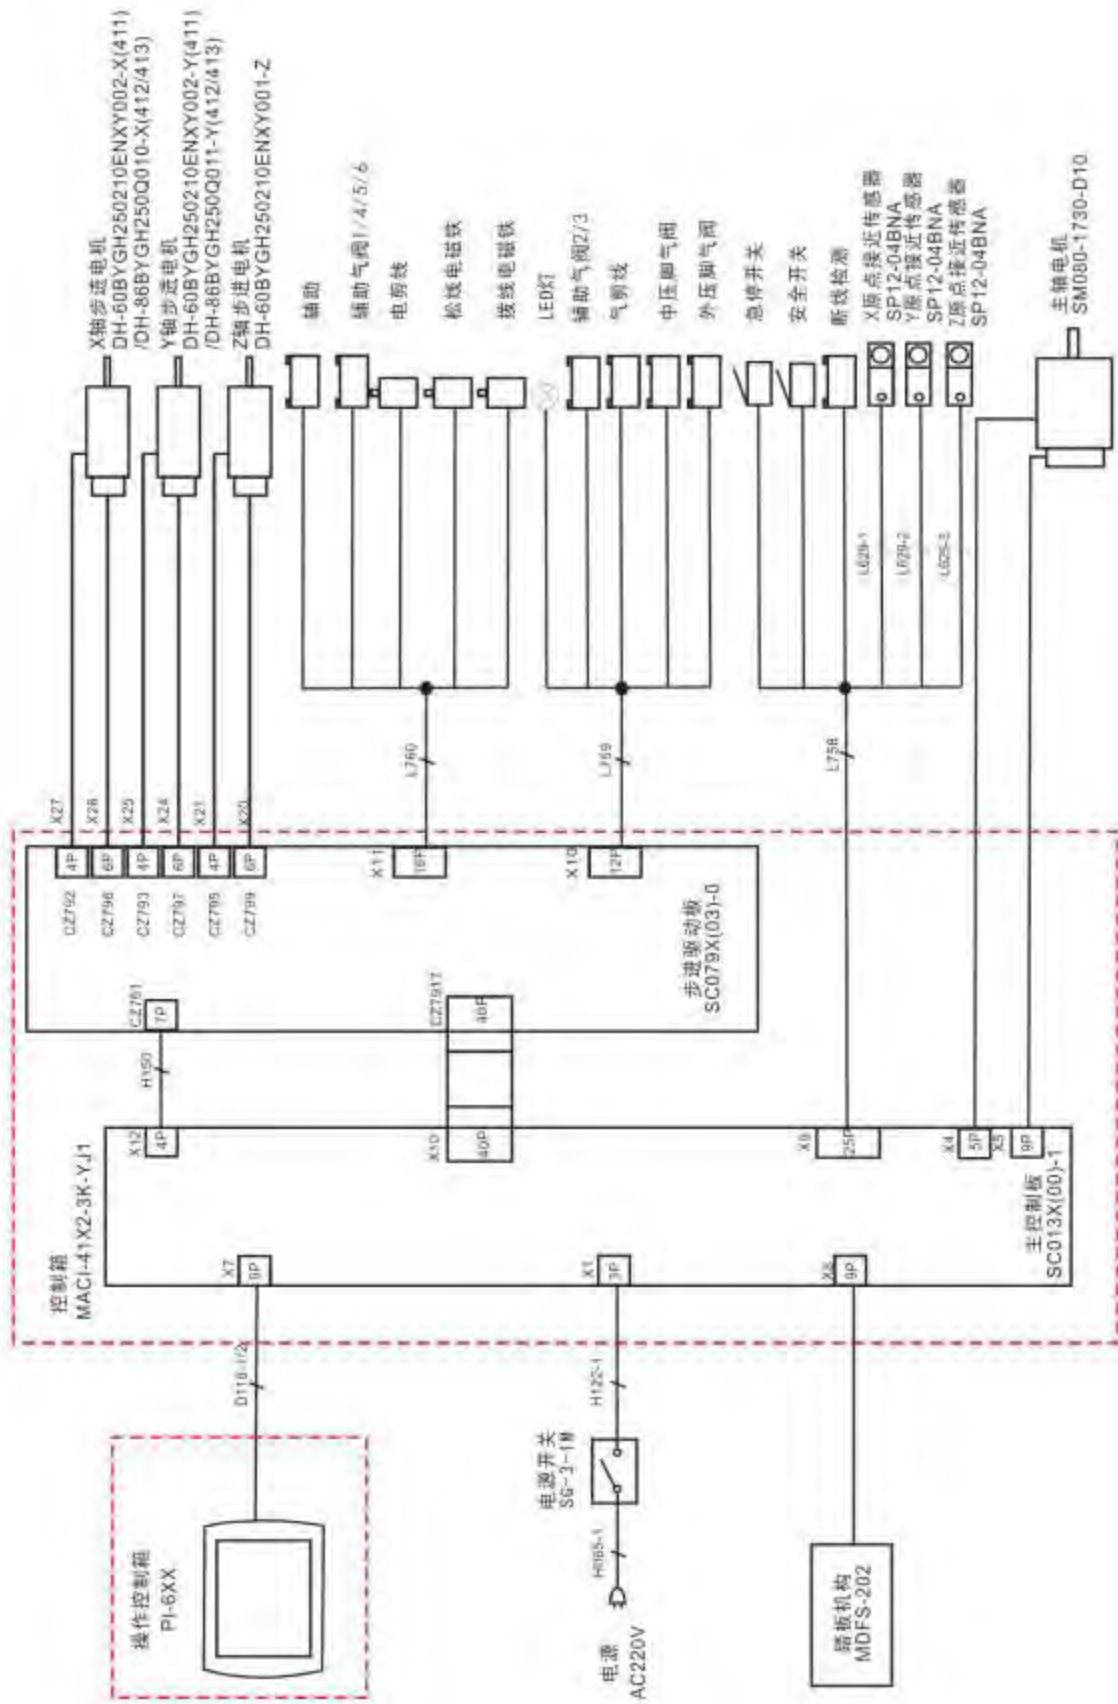 操作控制箱
PI-6XX
电源
AC220V
电源开关
SG-3-1M
踏板机构
MDFS-202
H065-1
H122-1
控制箱
MACI-41X2-3K-YJ1
X7
9P
X1
3P
X8
9P
主控制板
SC013X(00)-1
X12
4P
X10
40P
X9
25P
X4
5P
X5
9P
H150
CZ761
7P
CZ7917
步进驱动板
SC079X(03)-0
CZ792
CZ796
CZ793
CZ797
CZ795
CZ799
4P
6P
4P
6P
4P
6P
X27
X26
X25
X24
X21
X20
X11
X10
12P
L760
L758
L629-1
L629-2
X轴步进电机
DH-60BYGH250210ENXY002-X(411)
/DH-86BYGH250Q010-X(412/413)
Y轴步进电机
DH-60BYGH250210ENXY002-Y(411)
/DH-86BYGH250Q011-Y(412/413)
Z轴步进电机
DH-60BYGH250210ENXY001-Z
辅助
辅助气阀1/4/5/6
电剪线
松线电磁铁
拨线电磁铁
LED灯
辅助气阀2/3
气剪线
中压脚气阀
外压脚气阀
急停开关
安全开关
断线检测
X原点接近传感器
SP12-04BNA
Y原点接近传感器
SP12-04BNA
Z原点接近传感器
SP12-04BNA
主轴电机
SM080-1730-D10